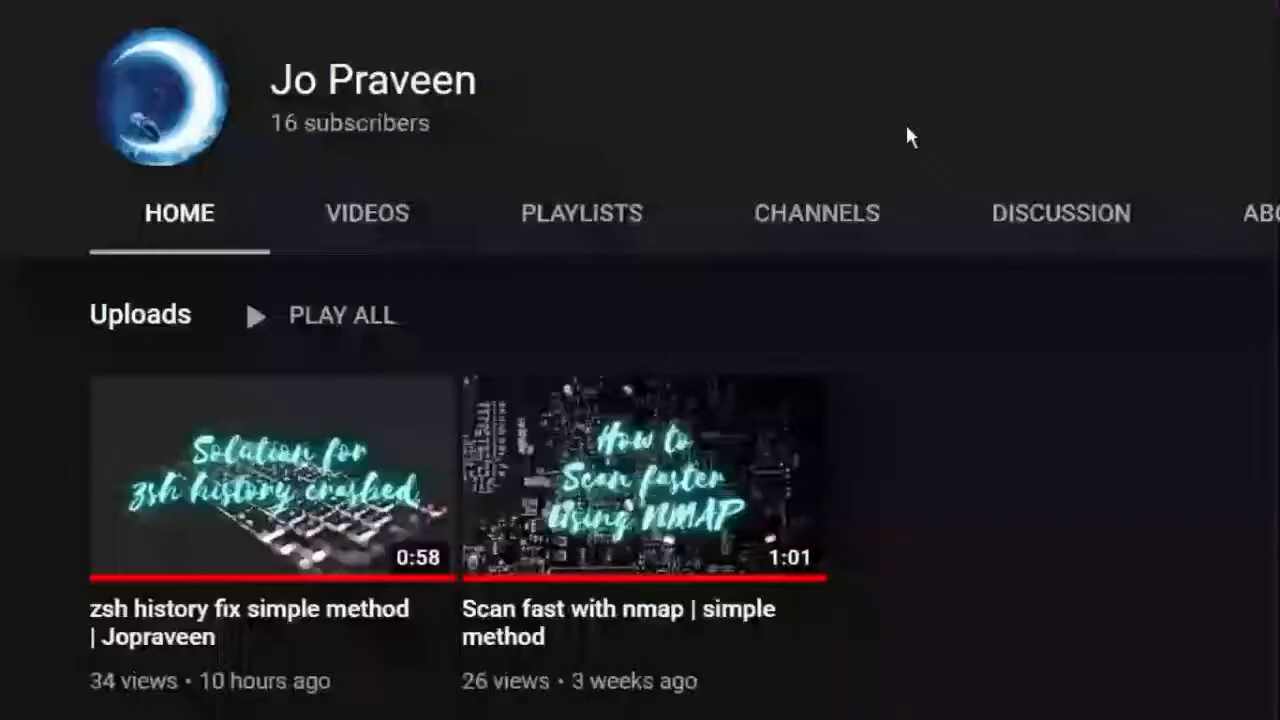 Jo Praveen
16 subscribers
HOME VIDEOS PLAYLISTS CHANNELS DISCUSSION ABO
Uploads PLAY ALL
Solution for
zsh history crashed
0:58
How to
Scan faster
Using NMAP
1:01
zsh history fix simple method
| Jopraveen
34 views • 10 hours ago
Scan fast with nmap | simple
method
26 views • 3 weeks ago